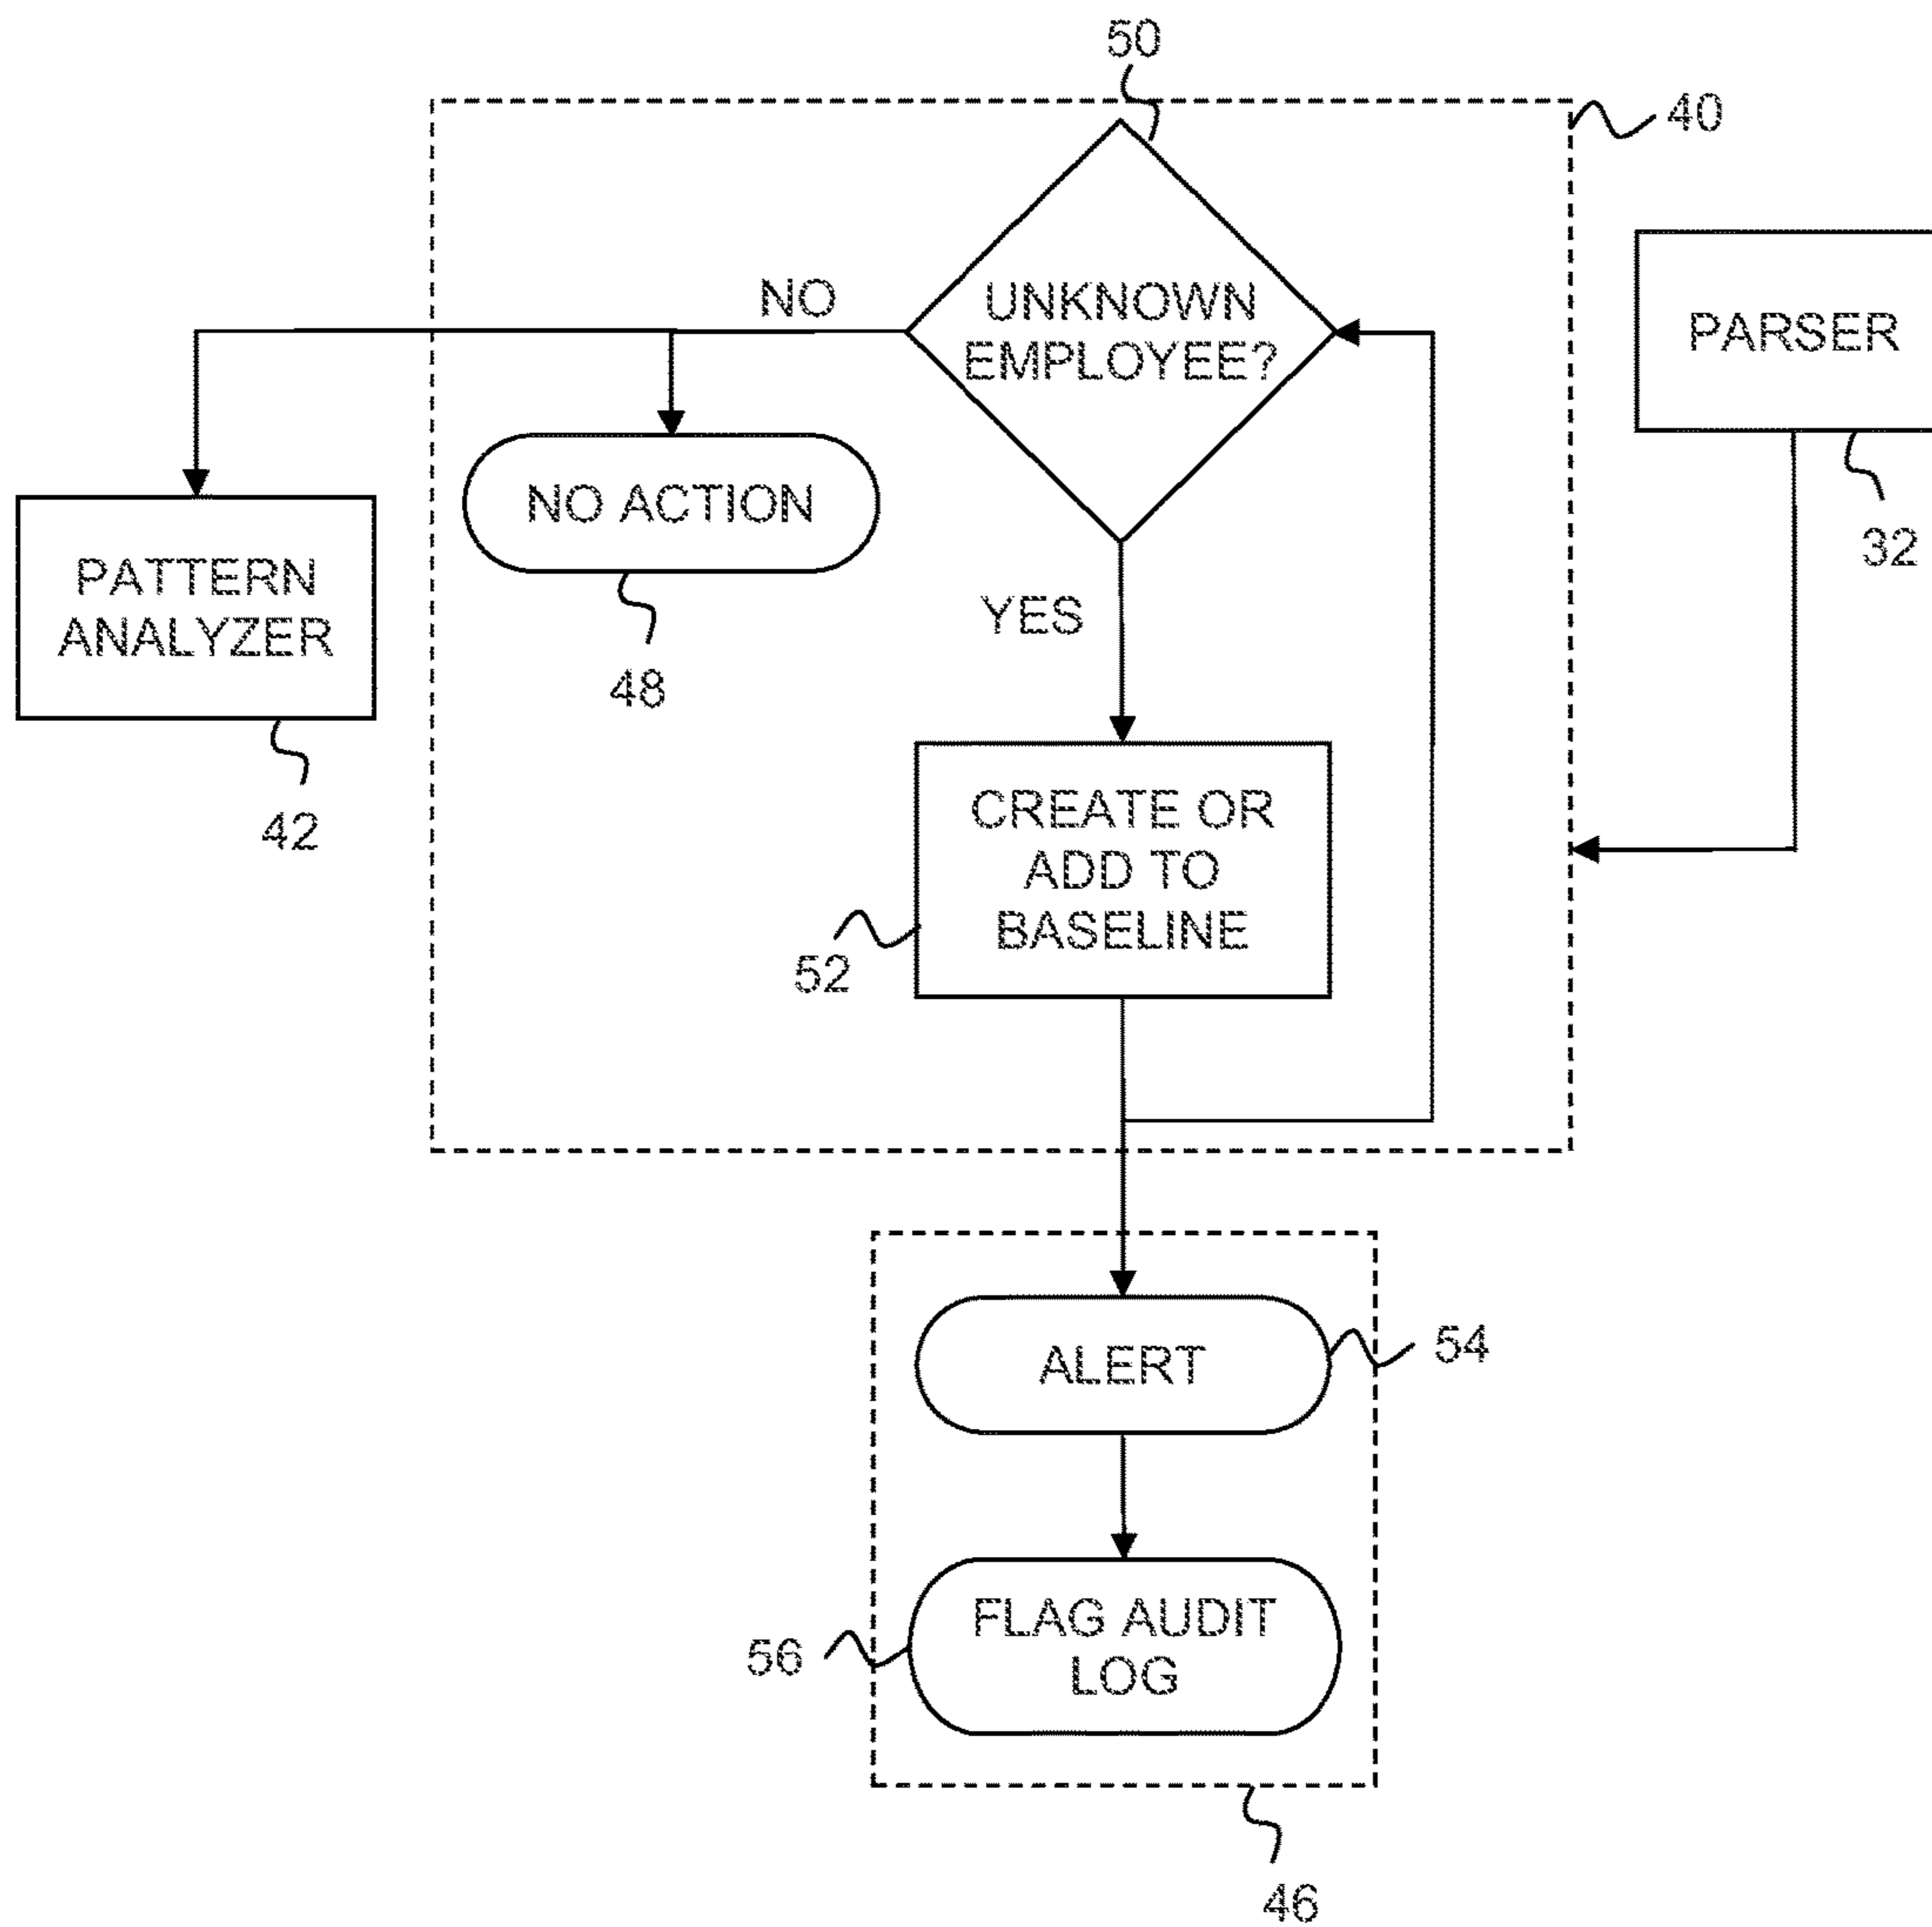 50
40
NO
UNKNOWN
EMPLOYEE?
PARSER
32
NO ACTION
48
PATTERN
ANALYZER
42
YES
CREATE OR
ADD TO
BASELINE
52
ALERT
54
FLAG AUDIT
LOG
56
46